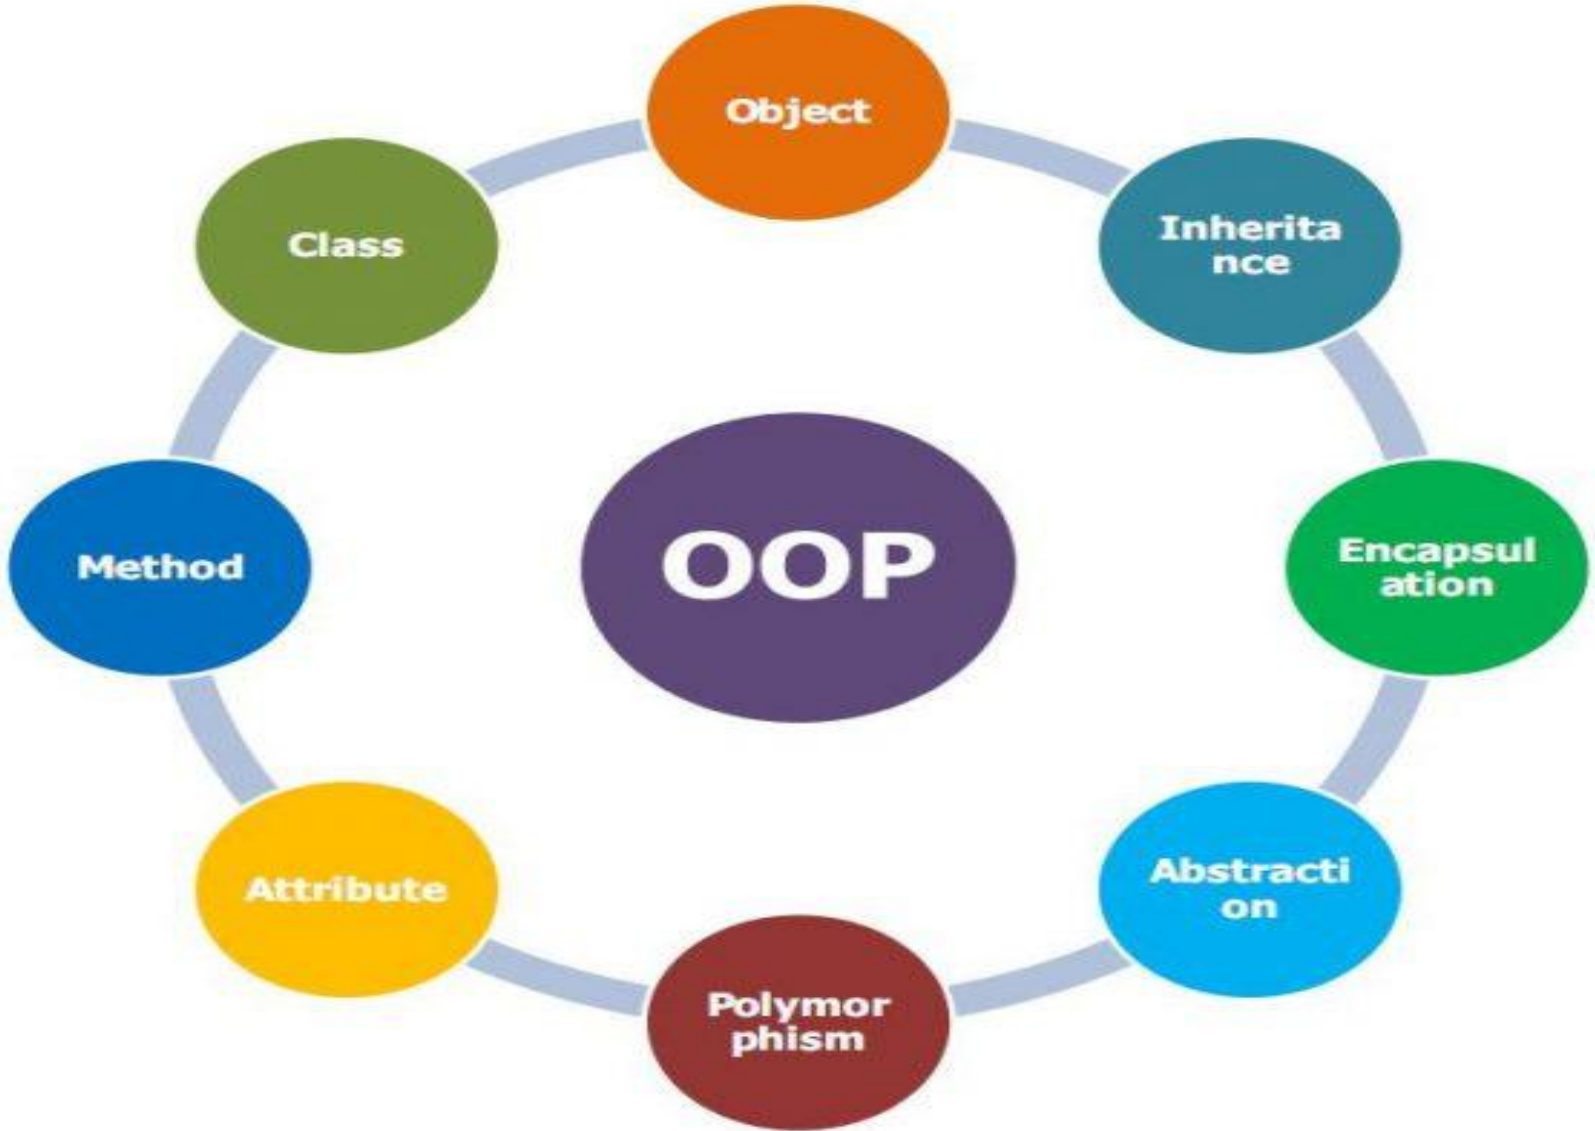 Object
Class
Inherita
nce
Method
OOP
Encapsul
ation
Attribute
Abstracti
on
Polymor
phism